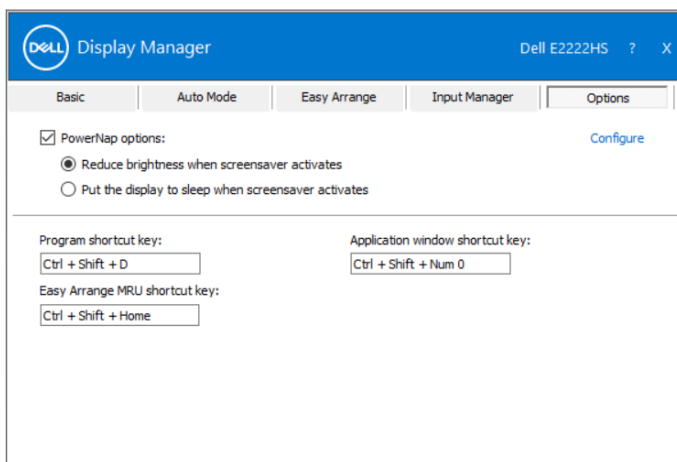 DELL Display Manager Dell E2222HS ? X
Basic Auto Mode Easy Arrange Input Manager Options
PowerNap options: Configure
Reduce brightness when screensaver activates
Put the display to sleep when screensaver activates
Program shortcut key: Application window shortcut key:
Ctrl + Shift + D Ctrl + Shift + Num 0
Easy Arrange MRU shortcut key:
Ctrl + Shift + Home